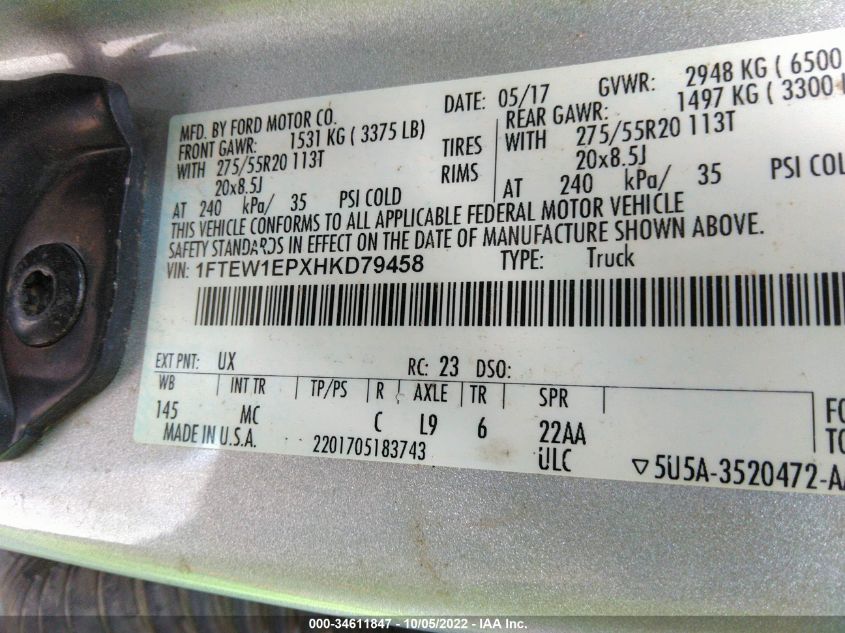 MFD. BY FORD MOTOR CO.
DATE: 05/17 GVWR: 2948 KG ( 6500
FRONT GAWR: 1531 KG ( 3375 LB)
REAR GAWR: 1497 KG ( 3300
WITH 275/55R20 113T TIRES
WITH 275/55R20 113T
20x8.5J RIMS
20x8.5J
AT 240 kPa/ 35 PSI COLD
AT 240 kPa/ 35 PSI COL
THIS VEHICLE CONFORMS TO ALL APPLICABLE FEDERAL MOTOR VEHICLE
SAFETY STANDARDS IN EFFECT ON THE DATE OF MANUFACTURE SHOWN ABOVE.
VIN: 1FTEW1EPXHKD79458 TYPE: Truck
EXT PNT: UX RC: 23 DSO:
WB INT TR TP/PS R AXLE TR SPR
145 MC C L9 6 22AA
MADE IN U.S.A. 2201705183743 ULC
▽5U5A-3520472-A
000-34611847 - 10/05/2022 - IAA Inc.